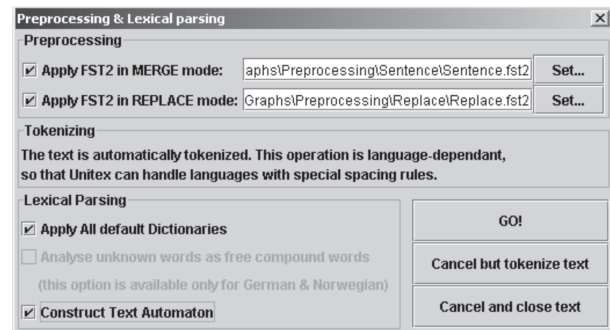 Preprocessing & Lexical parsing
Preprocessing
Apply FST2 in MERGE mode: aphs\Preprocessing\Sentence\Sentence.fst2 Set...
Apply FST2 in REPLACE mode: Graphs\Preprocessing\Replace\Replace.fst2 Set...
Tokenizing
The text is automatically tokenized. This operation is language-dependant,
so that Unitex can handle languages with special spacing rules.
Lexical Parsing
Apply All default Dictionaries
Analyse unknown words as free compound words
(this option is available only for German & Norwegian)
Construct Text Automaton
GO!
Cancel but tokenize text
Cancel and close text